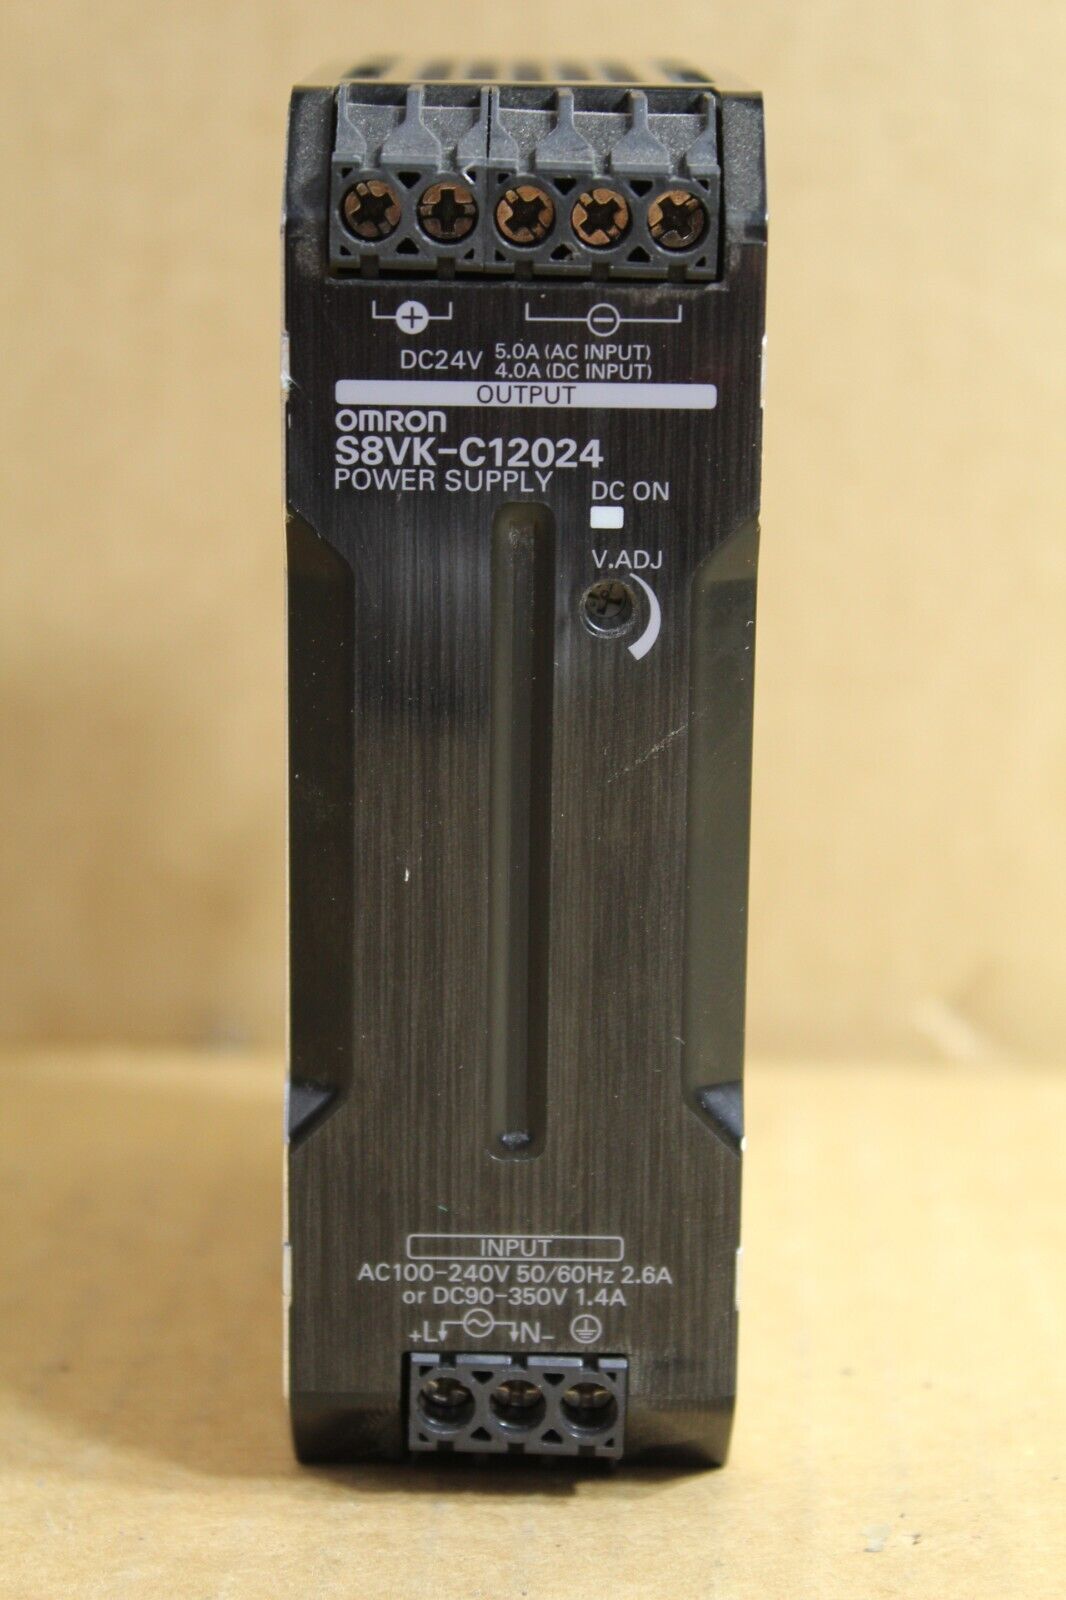 + −
DC24V 5.0A (AC INPUT)
4.0A (DC INPUT)
OUTPUT
OMRON
S8VK-C12024
POWER SUPPLY
DC ON
V.ADJ
INPUT
AC100-240V 50/60Hz 2.6A
or DC90-350V 1.4A
+L N-